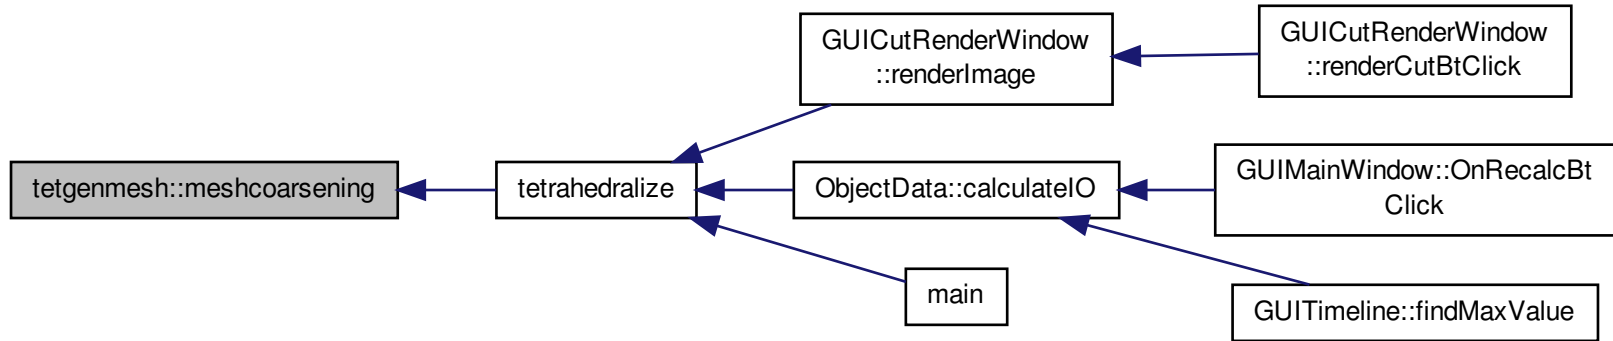 GUICutRenderWindow
::renderImage
GUICutRenderWindow
::renderCutBtClick
tetgenmesh::meshcoarsening
tetrahedralize
ObjectData::calculateIO
GUIMainWindow::OnRecalcBt
Click
main
GUITimeline::findMaxValue